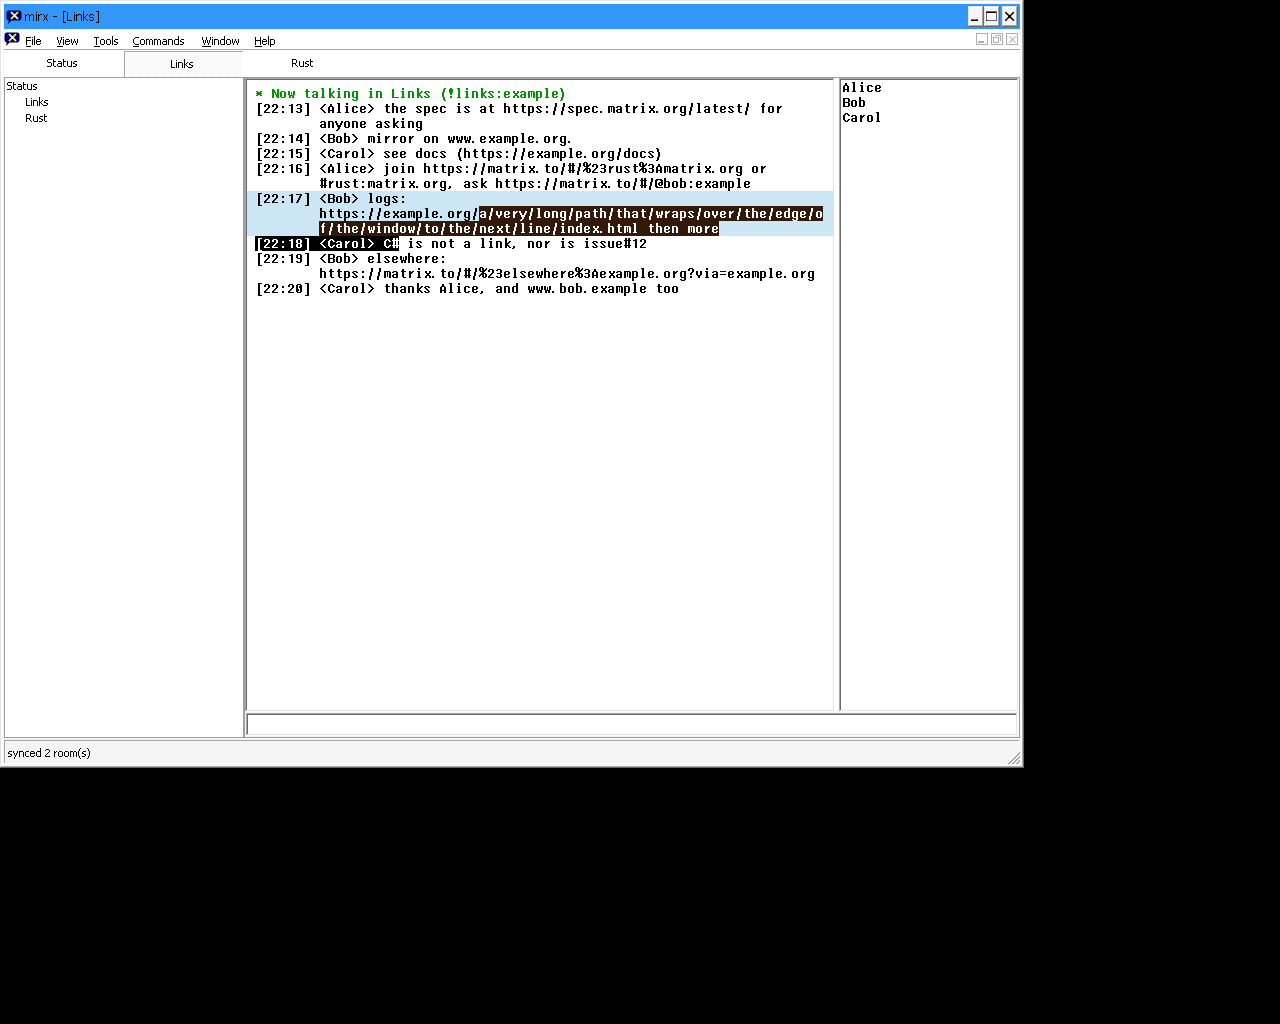 mirx - [Links]
File View Tools Commands Window Help
Status Links Rust
Status
Links
Rust
* Now talking in Links (!links:example)
[22:13] <Alice> the spec is at https://spec.matrix.org/latest/ for
anyone asking
[22:14] <Bob> mirror on www.example.org.
[22:15] <Carol> see docs (https://example.org/docs)
[22:16] <Alice> join https://matrix.to/#/%23rust%3Amatrix.org or
#rust:matrix.org, ask https://matrix.to/#/@bob:example
[22:17] <Bob> logs:
https://example.org/a/very/long/path/that/wraps/over/the/edge/o
f/the/window/to/the/next/line/index.html then more
[22:18] <Carol> C# is not a link, nor is issue#12
[22:19] <Bob> elsewhere:
https://matrix.to/#/%23elsewhere%3Aexample.org?via=example.org
[22:20] <Carol> thanks Alice, and www.bob.example too
Alice
Bob
Carol
synced 2 room(s)